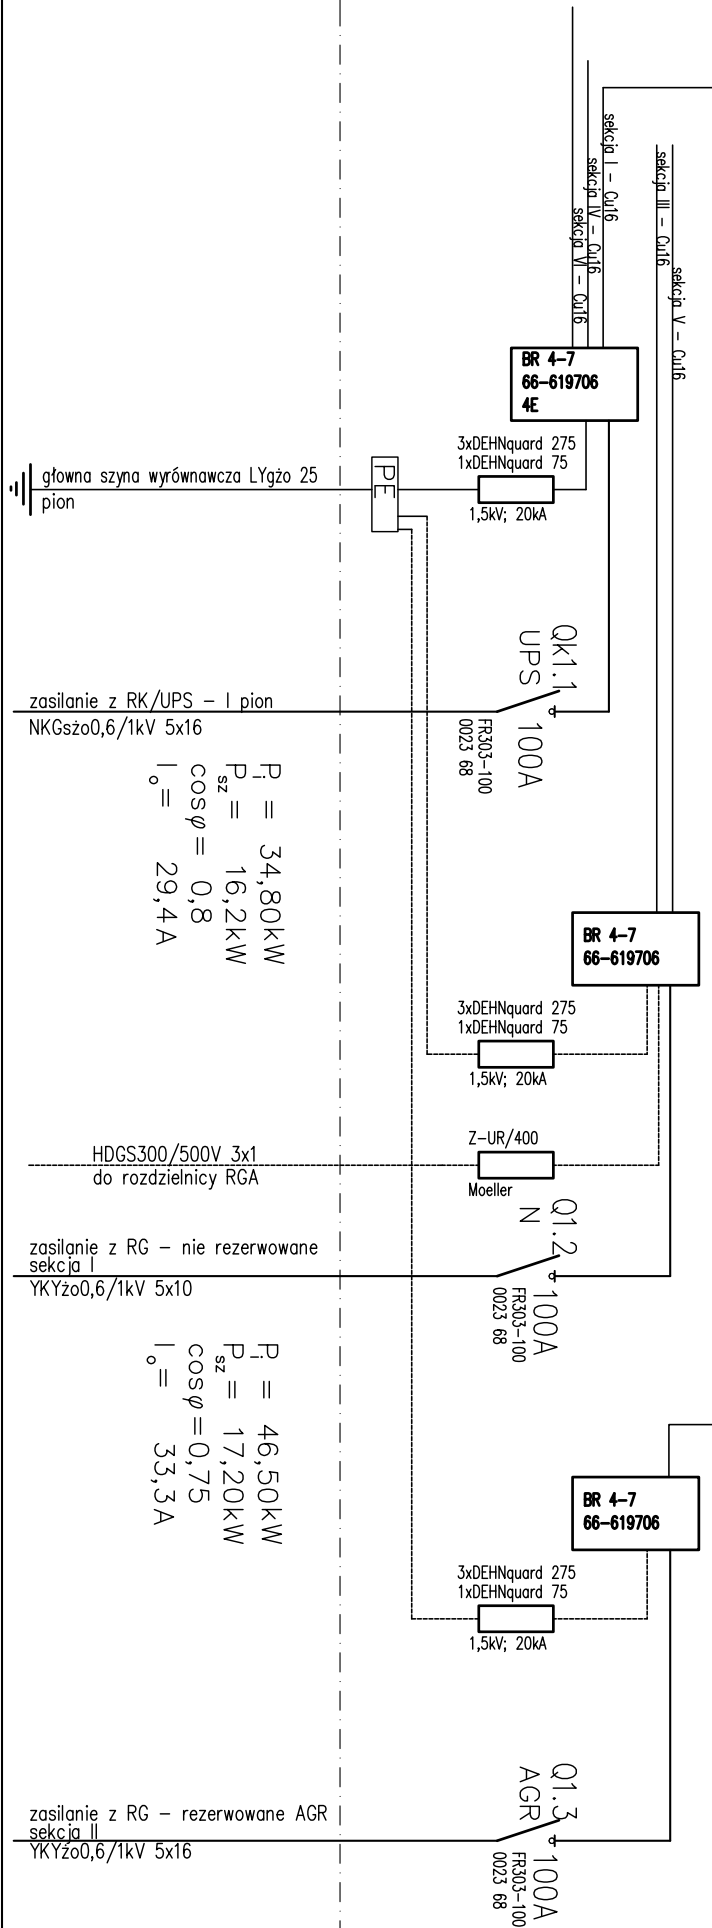 sekcja I - Cu16
sekcja IV - Cu16
sekcja VI - Cu16
sekcja III - Cu16
sekcja V - Cu16
BR 4-7
66-619706
4E
3xDEHNquard 275
1xDEHNquard 75
1,5kV; 20kA
głowna szyna wyrównawcza LYgżo 25
pion
PE
Qk1.1
UPS
100A
FR303-100
0023 68
zasilanie z RK/UPS - I pion
NKGsżo0,6/1kV 5x16
Pi = 34,80kW
Psz = 16,2kW
cosφ = 0,8
Io = 29,4A
BR 4-7
66-619706
3xDEHNquard 275
1xDEHNquard 75
1,5kV; 20kA
HDGS300/500V 3x1
do rozdzielnicy RGA
Z-UR/400
Moeller
Q1.2
N
100A
FR303-100
0023 68
zasilanie z RG - nie rezerwowane
sekcja I
YKYżo0,6/1kV 5x10
Pi = 46,50kW
Psz = 17,20kW
cosφ =0,75
Io = 33,3A
BR 4-7
66-619706
3xDEHNquard 275
1xDEHNquard 75
1,5kV; 20kA
Q1.3
AGR
100A
FR303-100
0023 68
zasilanie z RG - rezerwowane AGR
sekcja II
YKYżo0,6/1kV 5x16